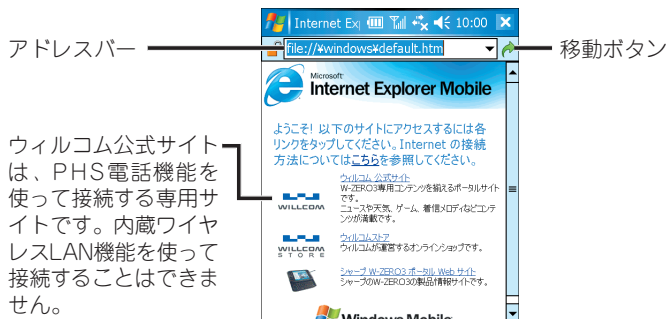 Internet Exp 10:00
アドレスバー
file://¥windows¥default.htm
移動ボタン
Microsoft
Internet Explorer Mobile
ようこそ! 以下のサイトにアクセスするには各
リンクをタップしてください。Internet の接続
方法についてはこちらを参照してください。
ウィルコム公式サイト
は、PHS電話機能を
使って接続する専用サ
イトです。内蔵ワイヤ
レスLAN機能を使って
接続することはできま
せん。
ウィルコム 公式サイト
W-ZERO3専用コンテンツを揃えるポータルサイト
です。
ニュースや天気、ゲーム、着信メロディなどコンテ
ンツが満載です。
WILLCOM
ウィルコムストア
ウィルコムが運営するオンラインショップです。
WILLCOM
STORE
シャープ W-ZERO3 ポータル Web サイト
シャープのW-ZERO3の製品情報サイトです。
Windows Mobile